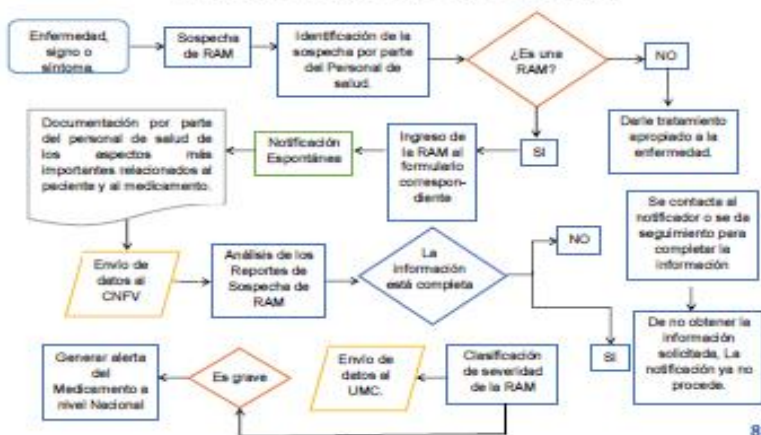 Enfermedad,
signo o
síntoma.
Sospecha
de RAM
Identificación de la
sospecha por parte
del Personal de
salud.
¿Es una
RAM?
NO
Darle tratamiento
apropiado a la
enfermedad.
SI
Ingreso de
la RAM al
formulario
correspon-
diente
Notificación
Espontánea
Documentación por parte
del personal de salud de
los aspectos más
importantes relacionados al
paciente y al medicamento.
Envío de
datos al
CNFV
Análisis de los
Reportes de
Sospecha de
RAM
La
información
está completa
NO
Se contacta al
notificador o se da
seguimiento para
completar la
información
De no obtener la
información
solicitada, La
notificación ya no
procede.
SI
Clasificación
de severidad
de la RAM
Envío de
datos al
UMC.
Es grave
Generar alerta
del
Medicamento a
nivel Nacional
8